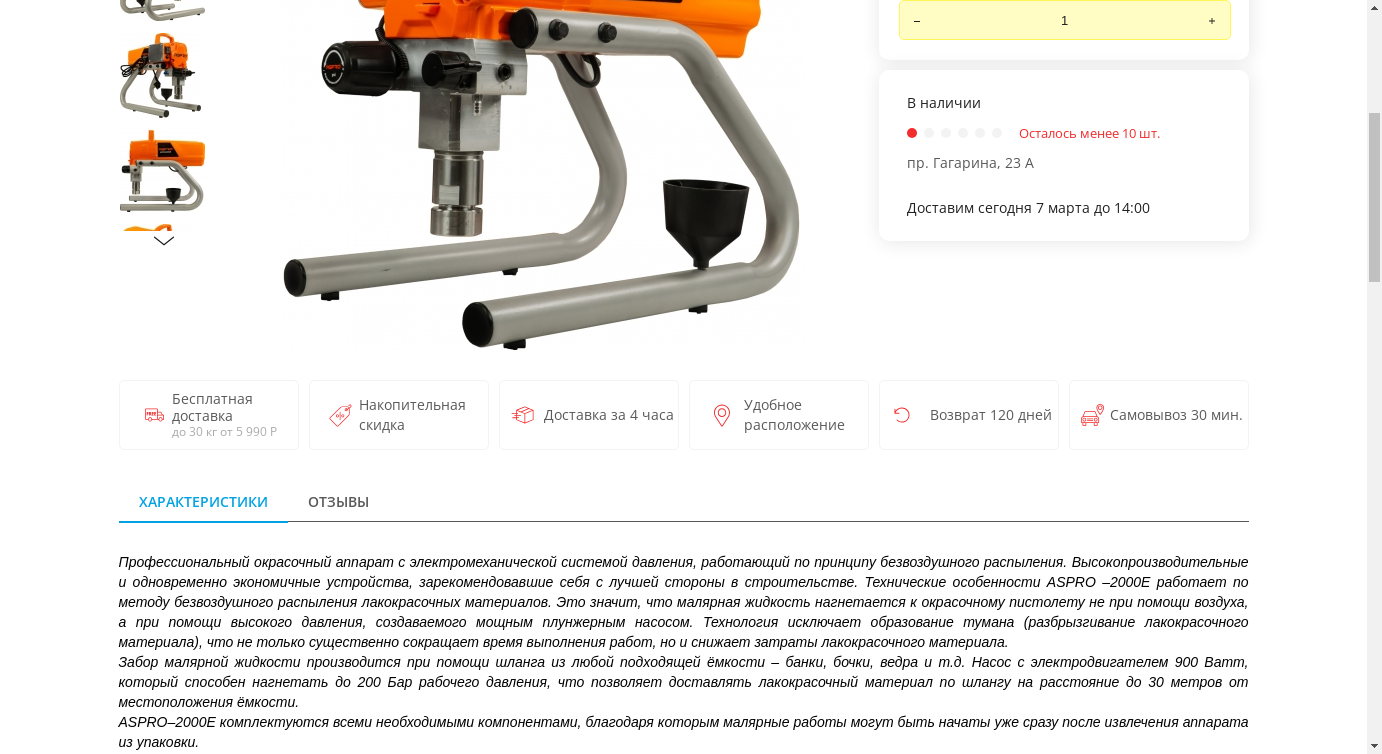 – 1 +
В наличии
Осталось менее 10 шт.
пр. Гагарина, 23 А
Доставим сегодня 7 марта до 14:00
Бесплатная
доставка
до 30 кг от 5 990 Р
Накопительная
скидка
Доставка за 4 часа
Удобное
расположение
Возврат 120 дней
Самовывоз 30 мин.
ХАРАКТЕРИСТИКИ ОТЗЫВЫ
Профессиональный окрасочный аппарат с электромеханической системой давления, работающий по принципу безвоздушного распыления. Высокопроизводительные
и одновременно экономичные устройства, зарекомендовавшие себя с лучшей стороны в строительстве. Технические особенности ASPRO –2000E работает по
методу безвоздушного распыления лакокрасочных материалов. Это значит, что малярная жидкость нагнетается к окрасочному пистолету не при помощи воздуха,
а при помощи высокого давления, создаваемого мощным плунжерным насосом. Технология исключает образование тумана (разбрызгивание лакокрасочного
материала), что не только существенно сокращает время выполнения работ, но и снижает затраты лакокрасочного материала.
Забор малярной жидкости производится при помощи шланга из любой подходящей ёмкости – банки, бочки, ведра и т.д. Насос с электродвигателем 900 Ватт,
который способен нагнетать до 200 Бар рабочего давления, что позволяет доставлять лакокрасочный материал по шлангу на расстояние до 30 метров от
местоположения ёмкости.
ASPRO–2000E комплектуются всеми необходимыми компонентами, благодаря которым малярные работы могут быть начаты уже сразу после извлечения аппарата
из упаковки.